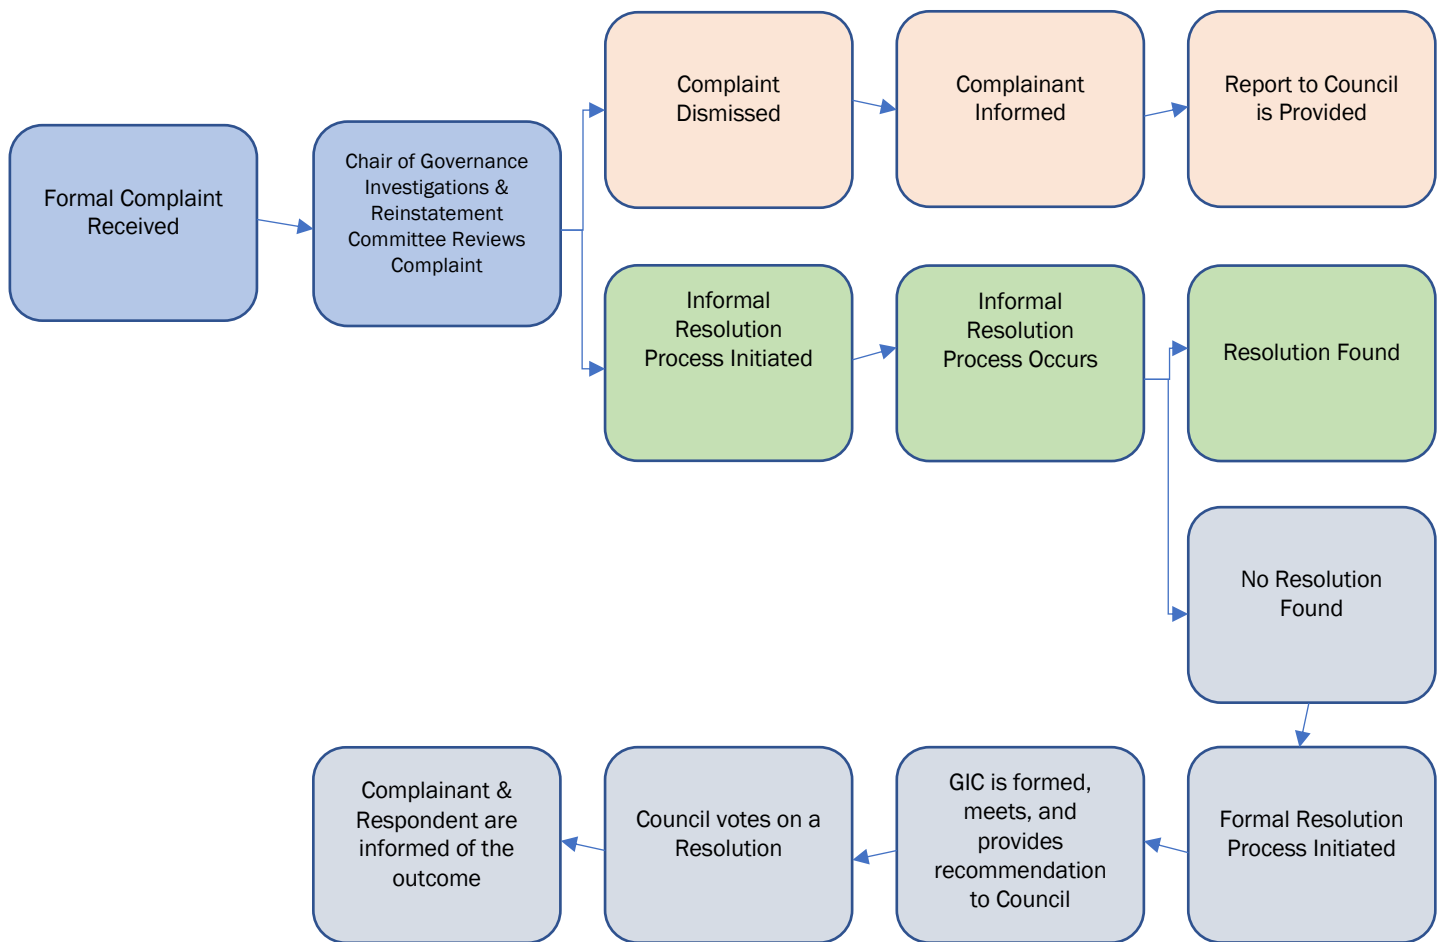 Formal Complaint
Received
Chair of Governance
Investigations &
Reinstatement
Committee Reviews
Complaint
Complaint
Dismissed
Complainant
Informed
Report to Council
is Provided
Informal
Resolution
Process Initiated
Informal
Resolution
Process Occurs
Resolution Found
No Resolution
Found
Formal Resolution
Process Initiated
GIC is formed,
meets, and
provides
recommendation
to Council
Council votes on a
Resolution
Complainant &
Respondent are
informed of the
outcome